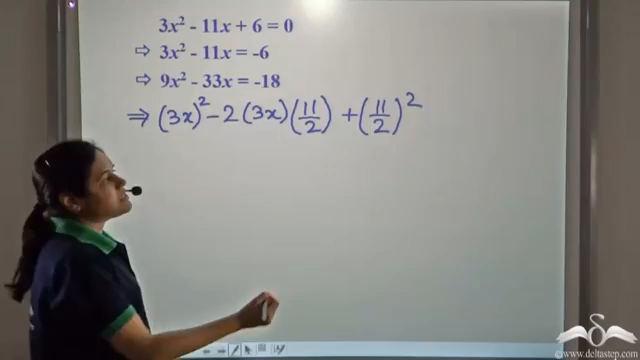 3x² - 11x + 6 = 0
⇨ 3x² - 11x = -6
⇨ 9x² - 33x = -18
⇒ (3x)² - 2(3x)(11/2) + (11/2)²
© www.deltastep.com